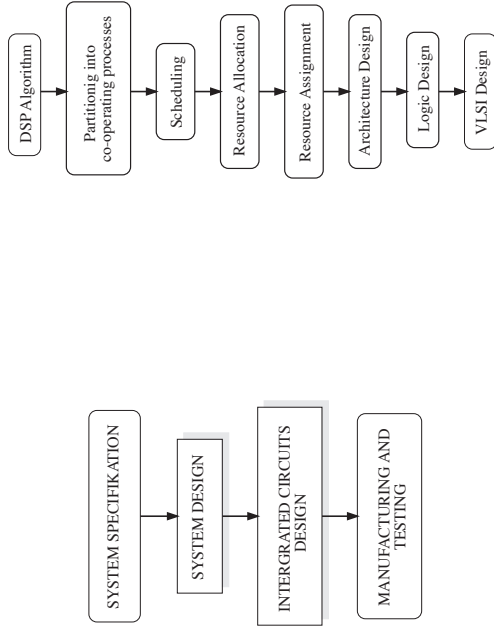 SYSTEM SPECIFIKATION
SYSTEM DESIGN
INTERGRATED CIRCUITS
DESIGN
MANUFACTURING AND
TESTING
DSP Algorithm
Partitionig into
co-operating processes
Scheduling
Resource Allocation
Resource Assignment
Architecture Design
Logic Design
VLSI Design